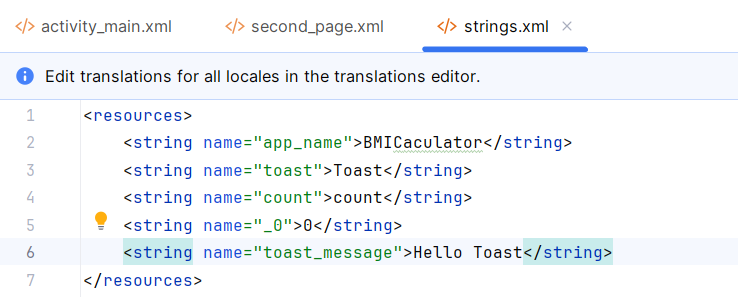 activity_main.xml second_page.xml strings.xml
Edit translations for all locales in the translations editor.
1 <resources>
2 <string name="app_name">BMICaculator</string>
3 <string name="toast">Toast</string>
4 <string name="count">count</string>
5 <string name="_0">0</string>
6 <string name="toast_message">Hello Toast</string>
7 </resources>